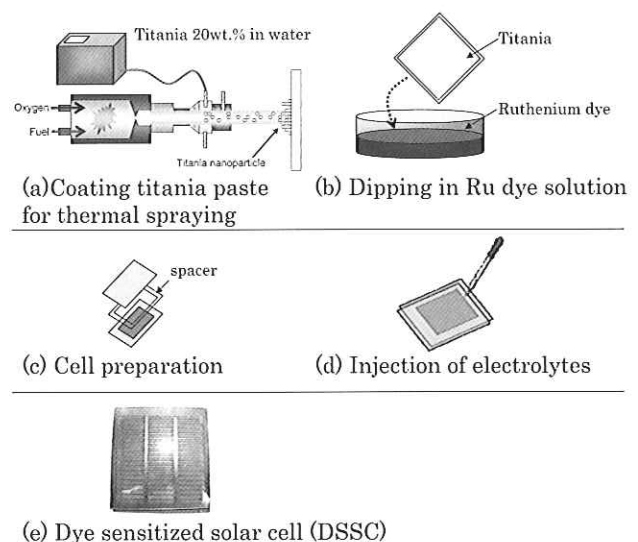 Titania 20wt.% in water
Oxygen
Fuel
Titania nanoparticle
(a)Coating titania paste
for thermal spraying
Titania
Ruthenium dye
(b) Dipping in Ru dye solution
spacer
(c) Cell preparation
(d) Injection of electrolytes
(e) Dye sensitized solar cell (DSSC)